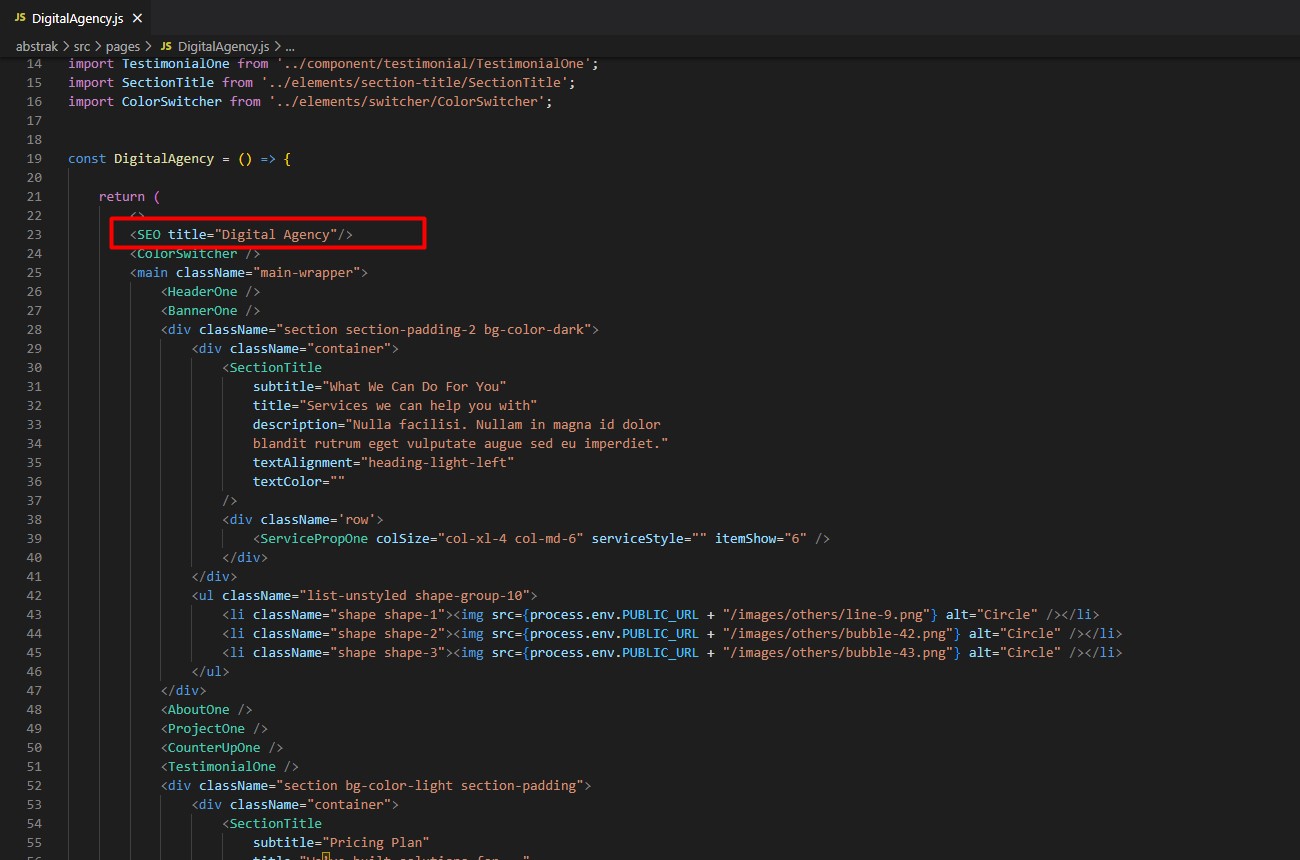 JS DigitalAgency.js ×
abstrak > src > pages > JS DigitalAgency.js > ...
14 import TestimonialOne from '../component/testimonial/TestimonialOne';
15 import SectionTitle from '../elements/section-title/SectionTitle';
16 import ColorSwitcher from '../elements/switcher/ColorSwitcher';
17
18
19 const DigitalAgency = () => {
20
21 return (
22 <>
23 <SEO title="Digital Agency"/>
24 <ColorSwitcher />
25 <main className="main-wrapper">
26 <HeaderOne />
27 <BannerOne />
28 <div className="section section-padding-2 bg-color-dark">
29 <div className="container">
30 <SectionTitle
31 subtitle="What We Can Do For You"
32 title="Services we can help you with"
33 description="Nulla facilisi. Nullam in magna id dolor
34 blandit rutrum eget vulputate augue sed eu imperdiet."
35 textAlignment="heading-light-left"
36 textColor=""
37 />
38 <div className='row'>
39 <ServicePropOne colSize="col-xl-4 col-md-6" serviceStyle="" itemShow="6" />
40 </div>
41 </div>
42 <ul className="list-unstyled shape-group-10">
43 <li className="shape shape-1"><img src={process.env.PUBLIC_URL + "/images/others/line-9.png"} alt="Circle" /></li>
44 <li className="shape shape-2"><img src={process.env.PUBLIC_URL + "/images/others/bubble-42.png"} alt="Circle" /></li>
45 <li className="shape shape-3"><img src={process.env.PUBLIC_URL + "/images/others/bubble-43.png"} alt="Circle" /></li>
46 </ul>
47 </div>
48 <AboutOne />
49 <ProjectOne />
50 <CounterUpOne />
51 <TestimonialOne />
52 <div className="section bg-color-light section-padding">
53 <div className="container">
54 <SectionTitle
55 subtitle="Pricing Plan"